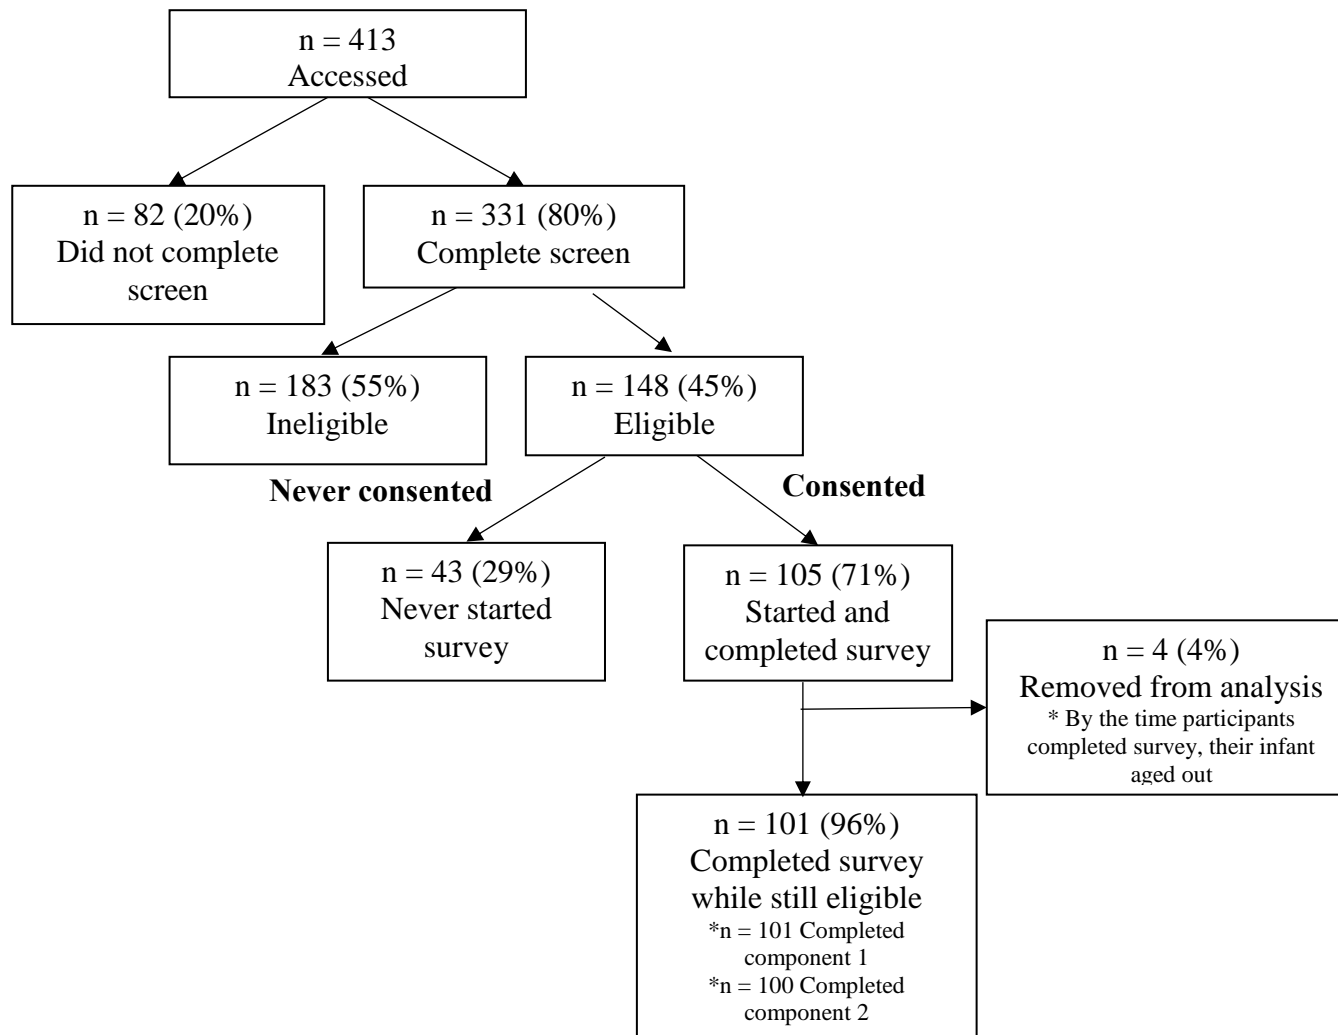 n = 413
Accessed
n = 82 (20%)
Did not complete
screen
n = 331 (80%)
Complete screen
n = 183 (55%)
Ineligible
n = 148 (45%)
Eligible
Never consented
Consented
n = 43 (29%)
Never started
survey
n = 105 (71%)
Started and
completed survey
n = 4 (4%)
Removed from analysis
* By the time participants
completed survey, their infant
aged out
n = 101 (96%)
Completed survey
while still eligible
*n = 101 Completed
component 1
*n = 100 Completed
component 2